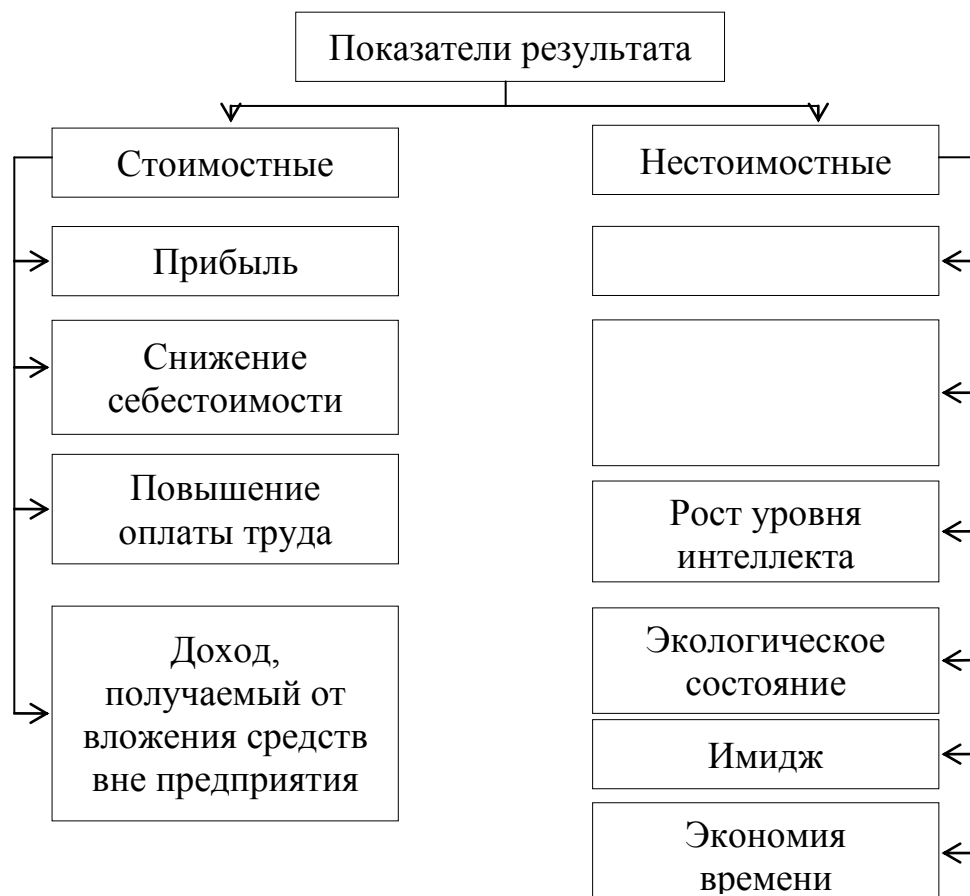 Показатели результата
Стоимостные
Нестоимостные
Прибыль
Снижение
себестоимости
Повышение
оплаты труда
Доход,
получаемый от
вложения средств
вне предприятия
Рост уровня
интеллекта
Экологическое
состояние
Имидж
Экономия
времени